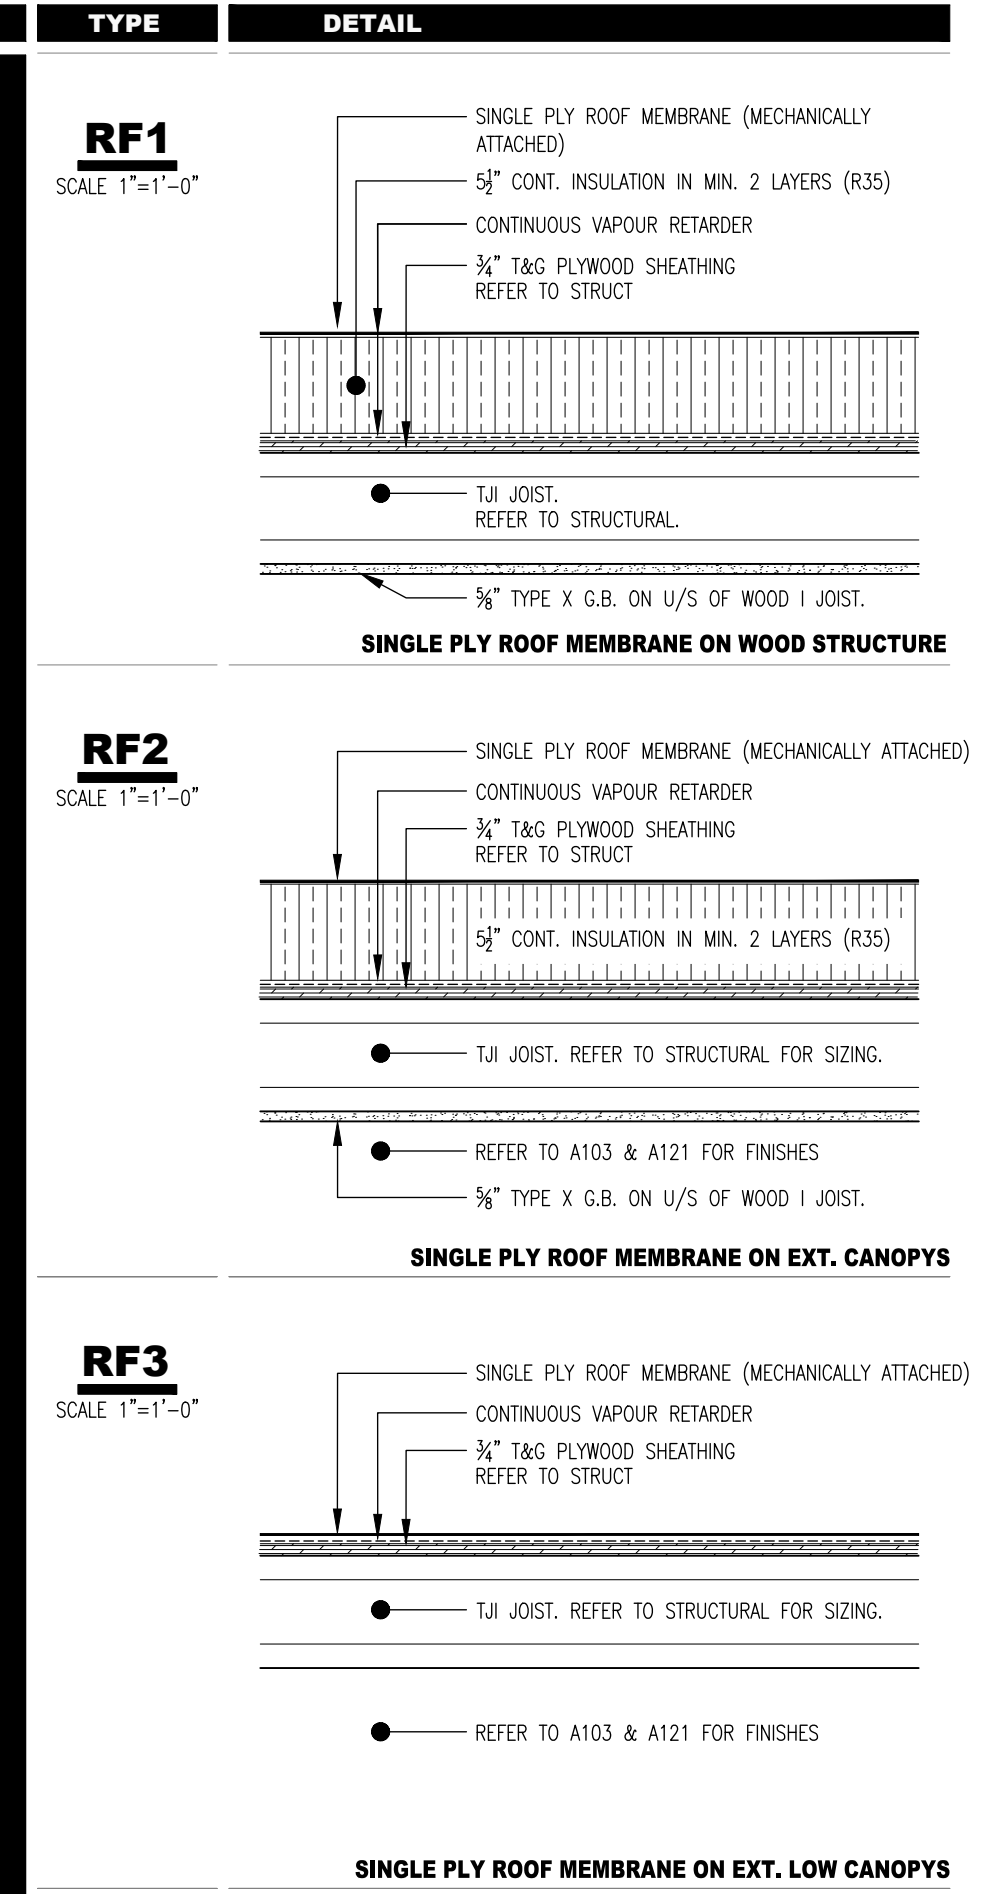 TYPE DETAIL
RF1
SCALE 1"=1'-0"
SINGLE PLY ROOF MEMBRANE (MECHANICALLY
ATTACHED)
5½" CONT. INSULATION IN MIN. 2 LAYERS (R35)
CONTINUOUS VAPOUR RETARDER
¾" T&G PLYWOOD SHEATHING
REFER TO STRUCT
TJI JOIST.
REFER TO STRUCTURAL.
⅝" TYPE X G.B. ON U/S OF WOOD I JOIST.
SINGLE PLY ROOF MEMBRANE ON WOOD STRUCTURE
RF2
SCALE 1"=1'-0"
SINGLE PLY ROOF MEMBRANE (MECHANICALLY ATTACHED)
CONTINUOUS VAPOUR RETARDER
¾" T&G PLYWOOD SHEATHING
REFER TO STRUCT
5½" CONT. INSULATION IN MIN. 2 LAYERS (R35)
TJI JOIST. REFER TO STRUCTURAL FOR SIZING.
REFER TO A103 & A121 FOR FINISHES
⅝" TYPE X G.B. ON U/S OF WOOD I JOIST.
SINGLE PLY ROOF MEMBRANE ON EXT. CANOPYS
RF3
SCALE 1"=1'-0"
SINGLE PLY ROOF MEMBRANE (MECHANICALLY ATTACHED)
CONTINUOUS VAPOUR RETARDER
¾" T&G PLYWOOD SHEATHING
REFER TO STRUCT
TJI JOIST. REFER TO STRUCTURAL FOR SIZING.
REFER TO A103 & A121 FOR FINISHES
SINGLE PLY ROOF MEMBRANE ON EXT. LOW CANOPYS